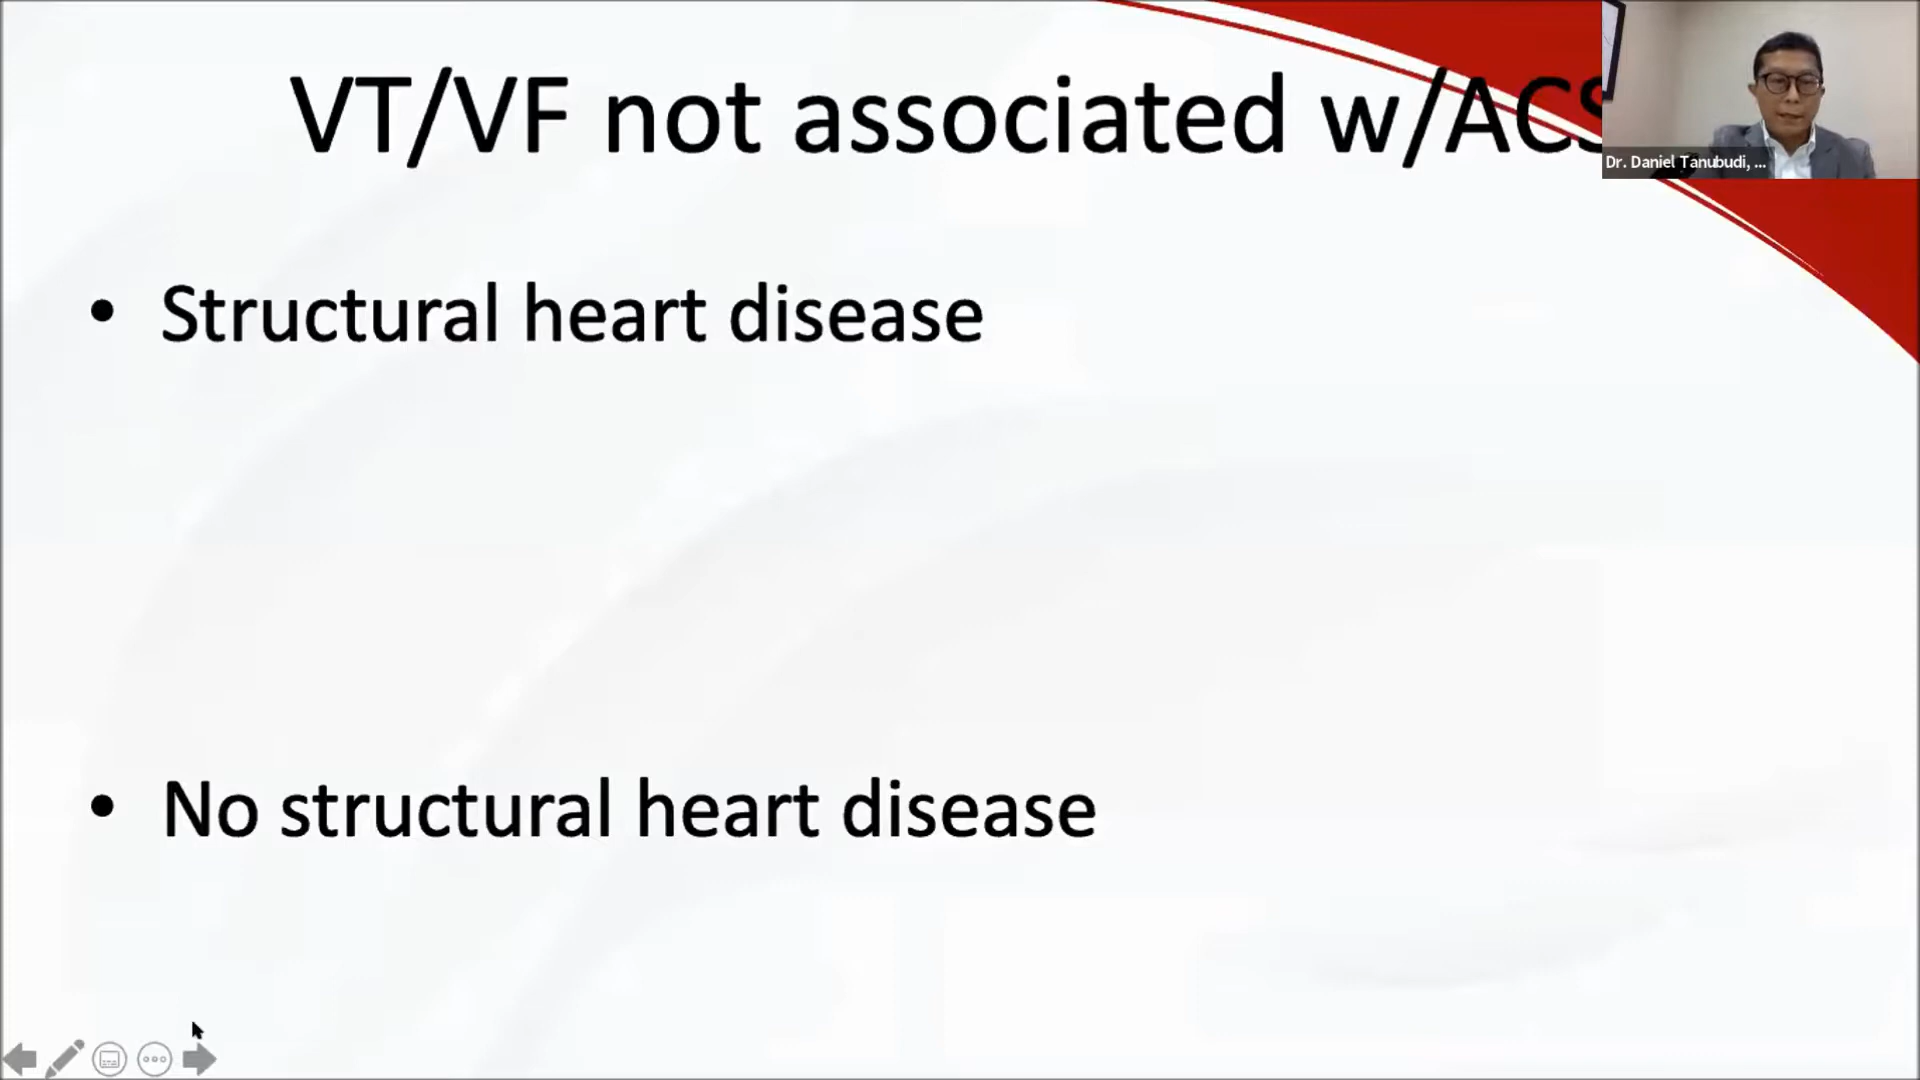 VT/VF not associated w/ACS
Dr. Daniel Tanubudi, ...
• Structural heart disease
• No structural heart disease